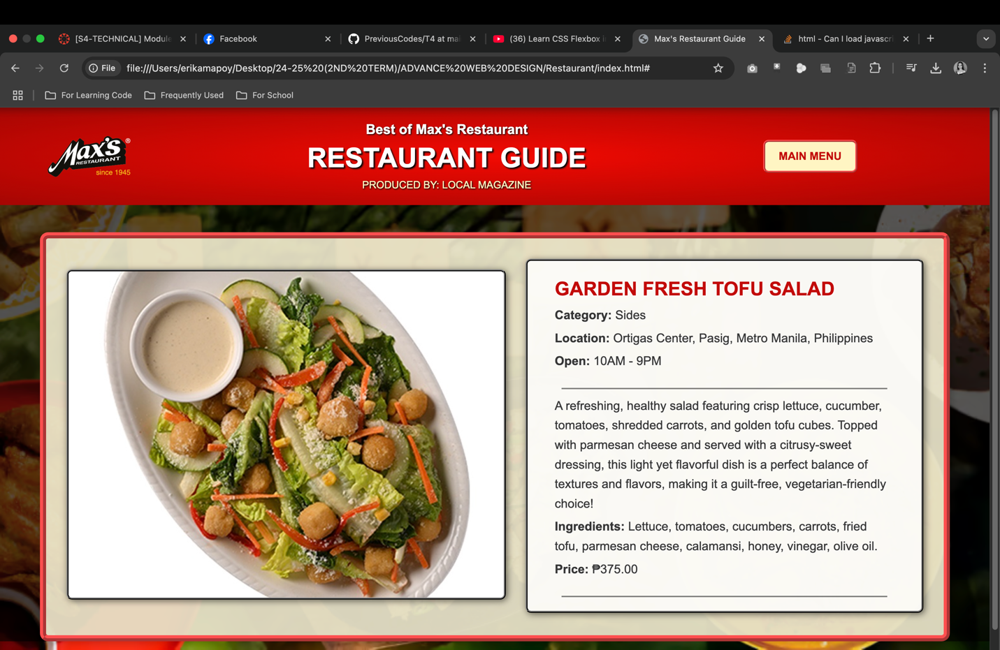 [S4-TECHNICAL] Module
Facebook
PreviousCodes/T4 at mai
(36) Learn CSS Flexbox i
Max's Restaurant Guide
html - Can I load javascri
File
file:///Users/erikamapoy/Desktop/24-25%20(2ND%20TERM)/ADVANCE%20WEB%20DESIGN/Restaurant/index.html#
For Learning Code
Frequently Used
For School
Max's ®
RESTAURANT
since 1945
Best of Max's Restaurant
RESTAURANT GUIDE
PRODUCED BY: LOCAL MAGAZINE
MAIN MENU
GARDEN FRESH TOFU SALAD
Category: Sides
Location: Ortigas Center, Pasig, Metro Manila, Philippines
Open: 10AM - 9PM
A refreshing, healthy salad featuring crisp lettuce, cucumber,
tomatoes, shredded carrots, and golden tofu cubes. Topped
with parmesan cheese and served with a citrusy-sweet
dressing, this light yet flavorful dish is a perfect balance of
textures and flavors, making it a guilt-free, vegetarian-friendly
choice!
Ingredients: Lettuce, tomatoes, cucumbers, carrots, fried
tofu, parmesan cheese, calamansi, honey, vinegar, olive oil.
Price: ₱375.00